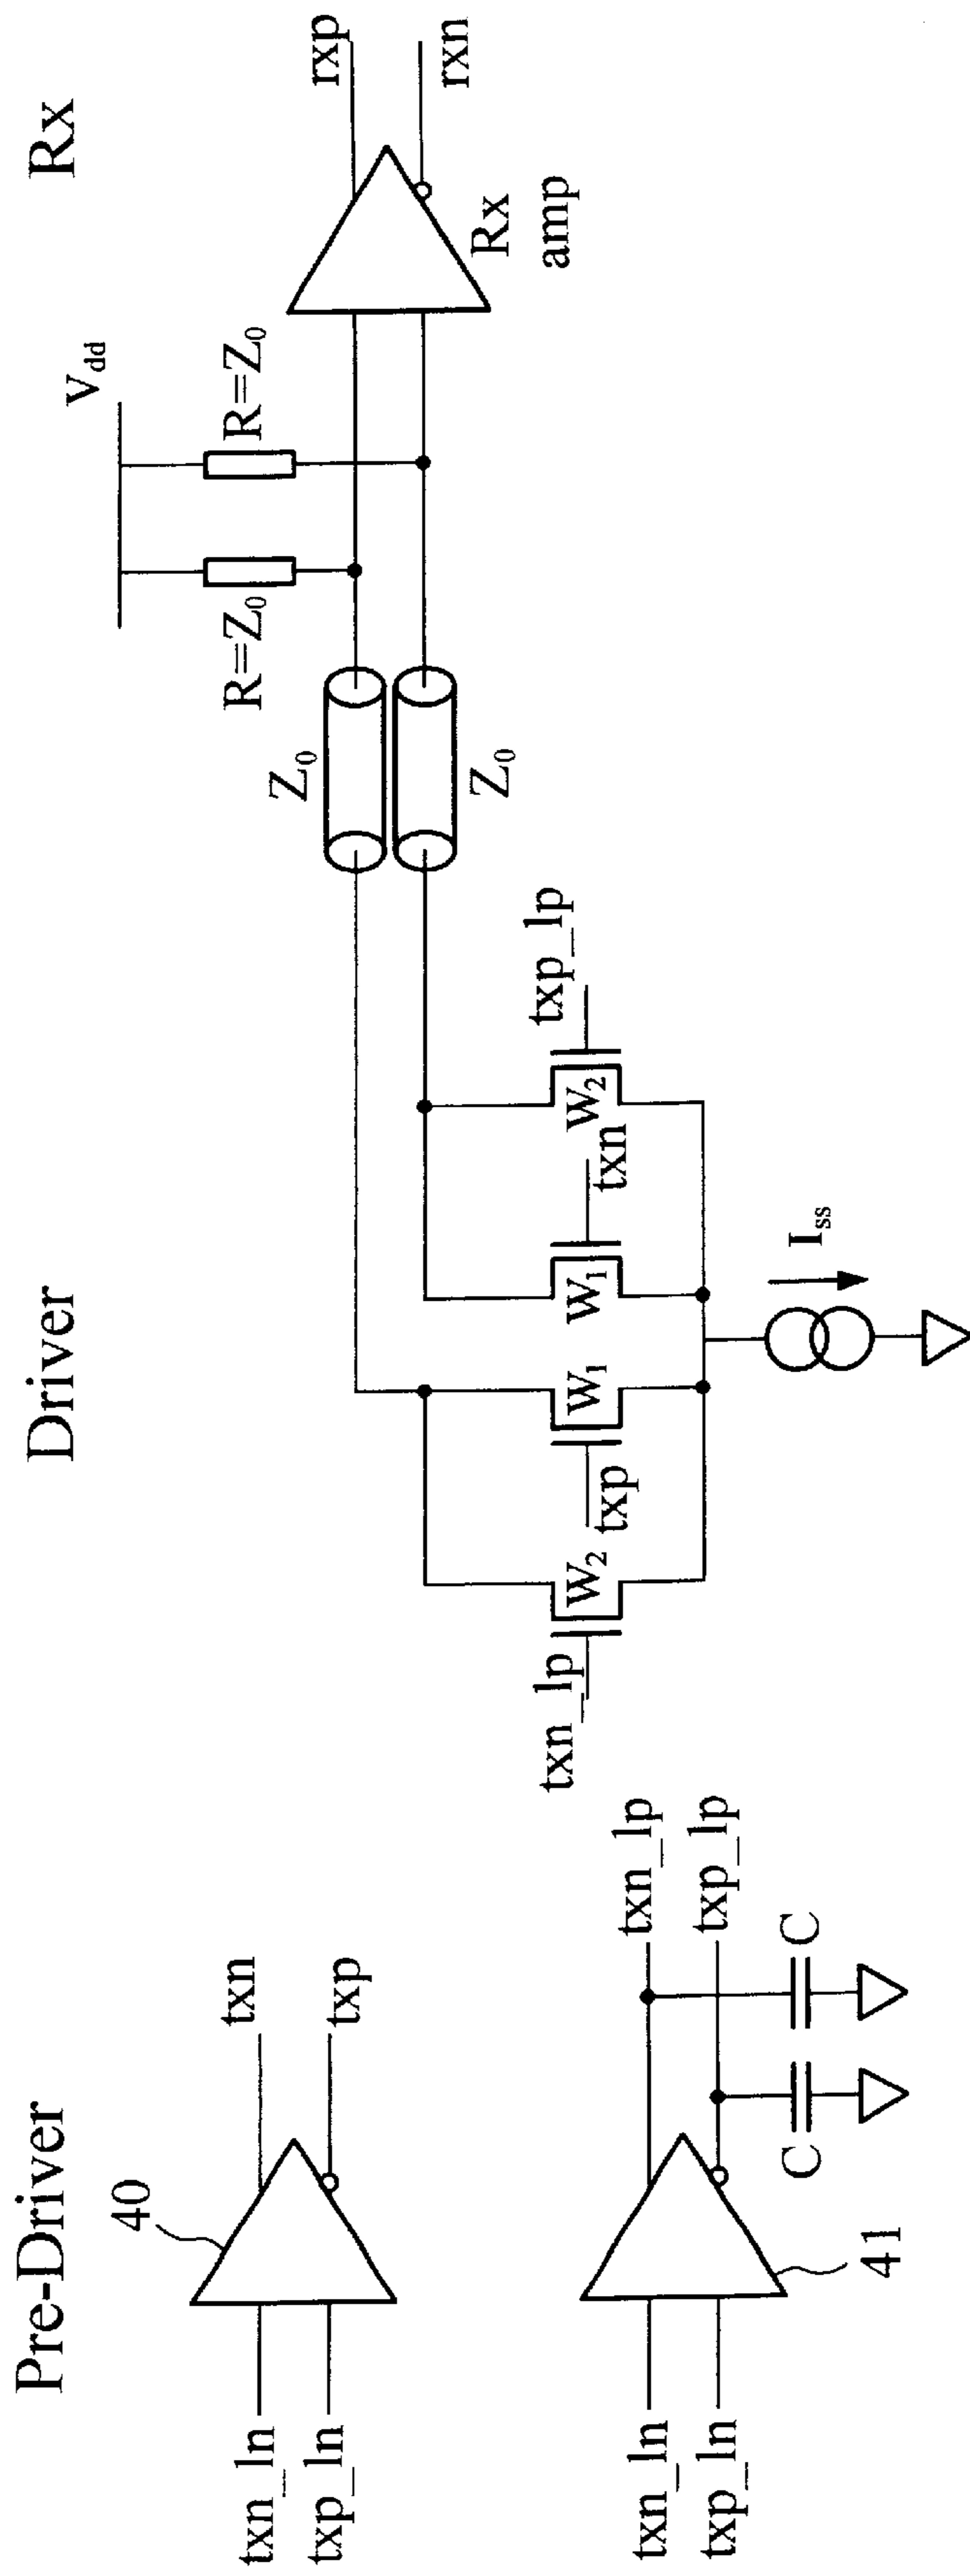 Pre-Driver
Driver
Rx
40
txn_ln
txp_ln
txn
txp
41
txn_ln
txp_ln
txn_lp
txp_lp
C
C
txn_lp
W2
txp
W1
W1
txn
W2
txp_lp
Iss
Z0
Z0
Vdd
R=Z0
R=Z0
Rx
amp
rxp
rxn